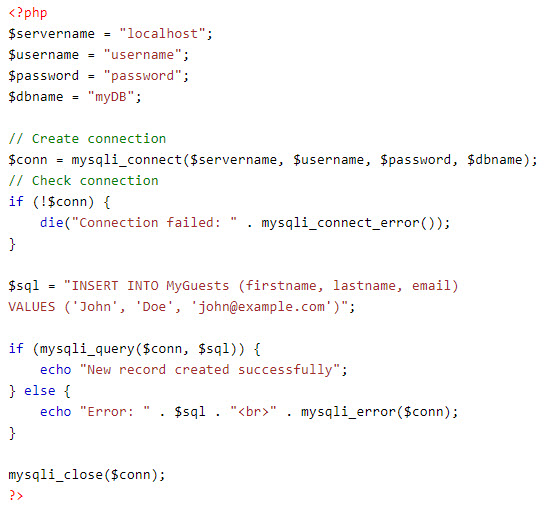 <?php
$servername = "localhost";
$username = "username";
$password = "password";
$dbname = "myDB";

// Create connection
$conn = mysqli_connect($servername, $username, $password, $dbname);
// Check connection
if (!$conn) {
    die("Connection failed: " . mysqli_connect_error());
}

$sql = "INSERT INTO MyGuests (firstname, lastname, email)
VALUES ('John', 'Doe', 'john@example.com')";

if (mysqli_query($conn, $sql)) {
    echo "New record created successfully";
} else {
    echo "Error: " . $sql . "<br>" . mysqli_error($conn);
}

mysqli_close($conn);
?>